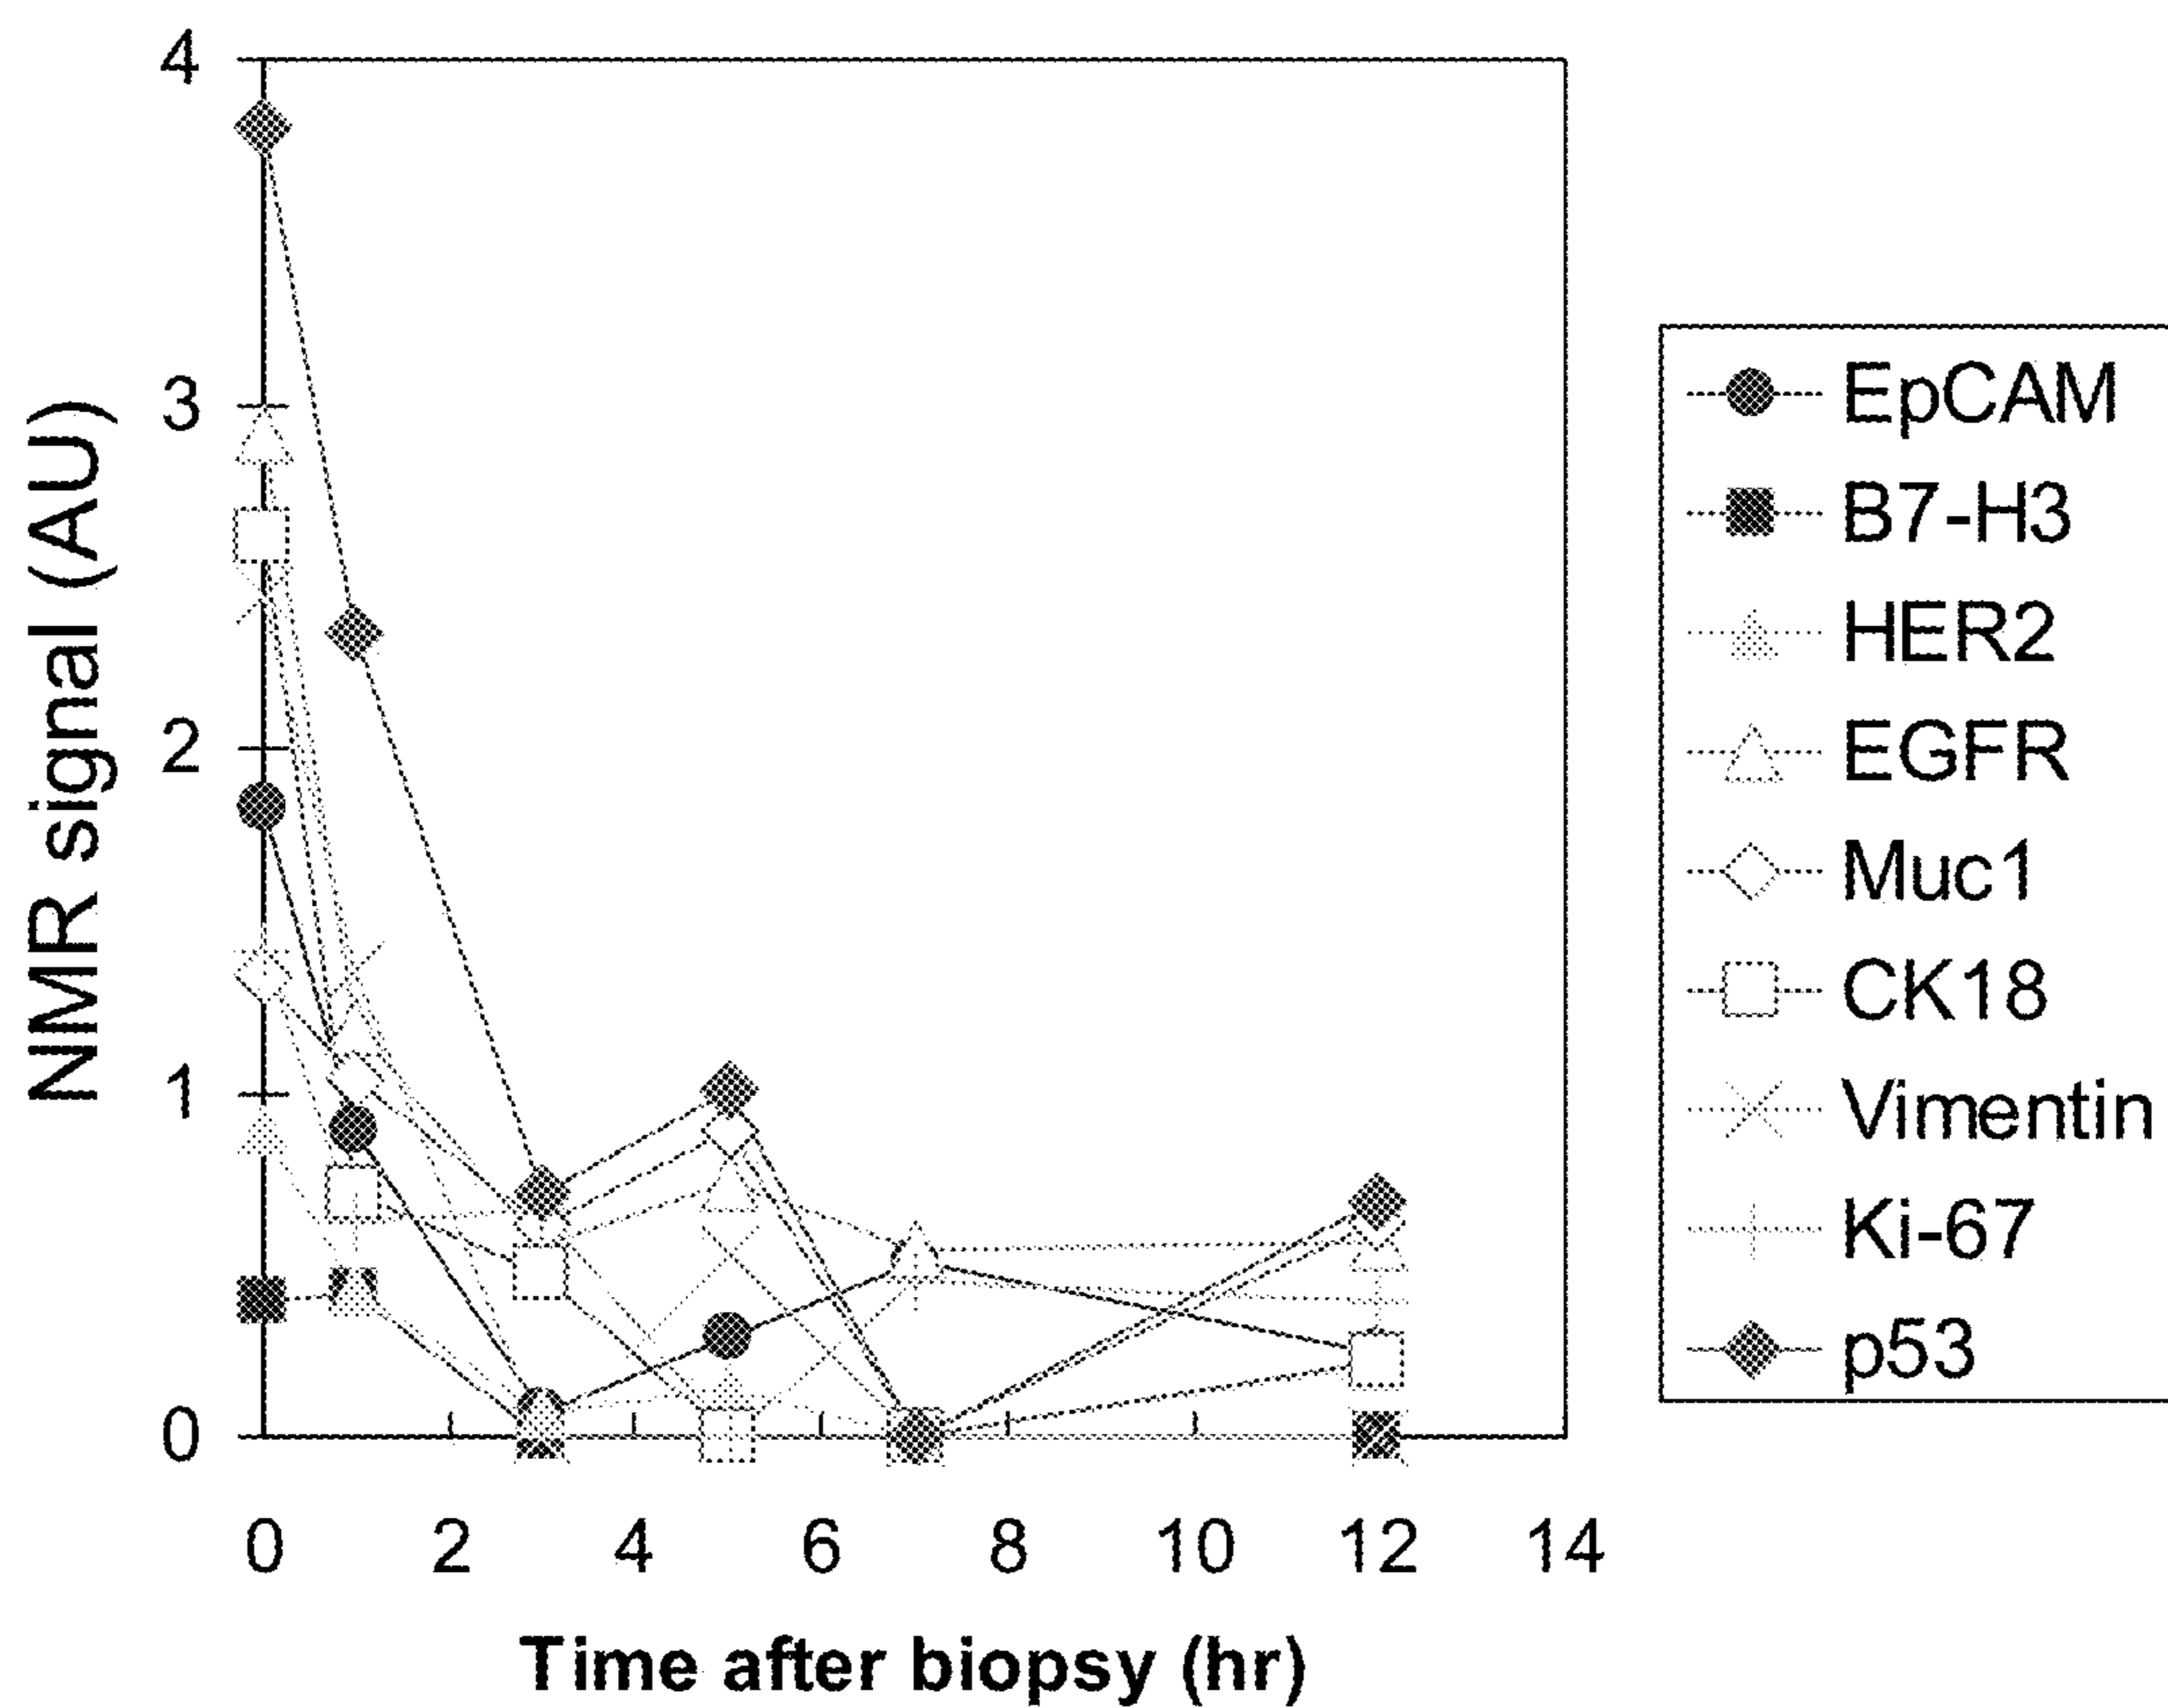 NMR signal (AU)
4
3
2
1
0
0 2 4 6 8 10 12 14
Time after biopsy (hr)
EpCAM
B7-H3
HER2
EGFR
Muc1
CK18
Vimentin
Ki-67
p53